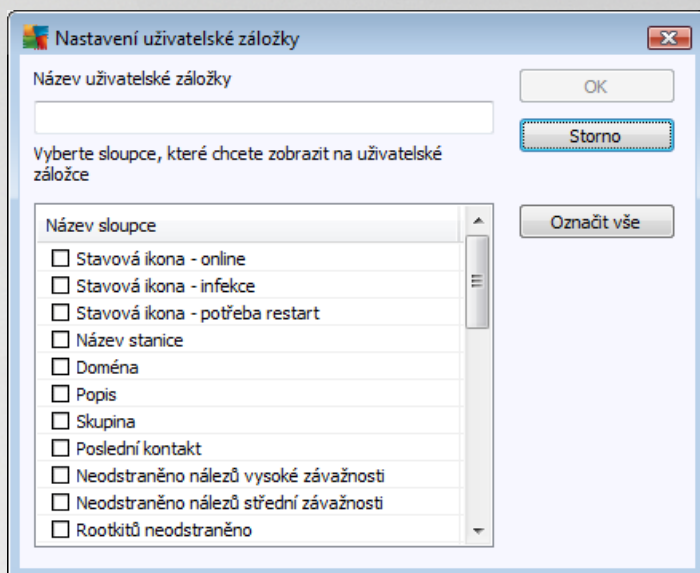 Nastavení uživatelské záložky
Název uživatelské záložky
OK
Storno
Vyberte sloupce, které chcete zobrazit na uživatelské
záložce
Označit vše
Název sloupce
Stavová ikona - online
Stavová ikona - infekce
Stavová ikona - potřeba restart
Název stanice
Doména
Popis
Skupina
Poslední kontakt
Neodstraněno nálezů vysoké závažnosti
Neodstraněno nálezů střední závažnosti
Rootkitů neodstraněno